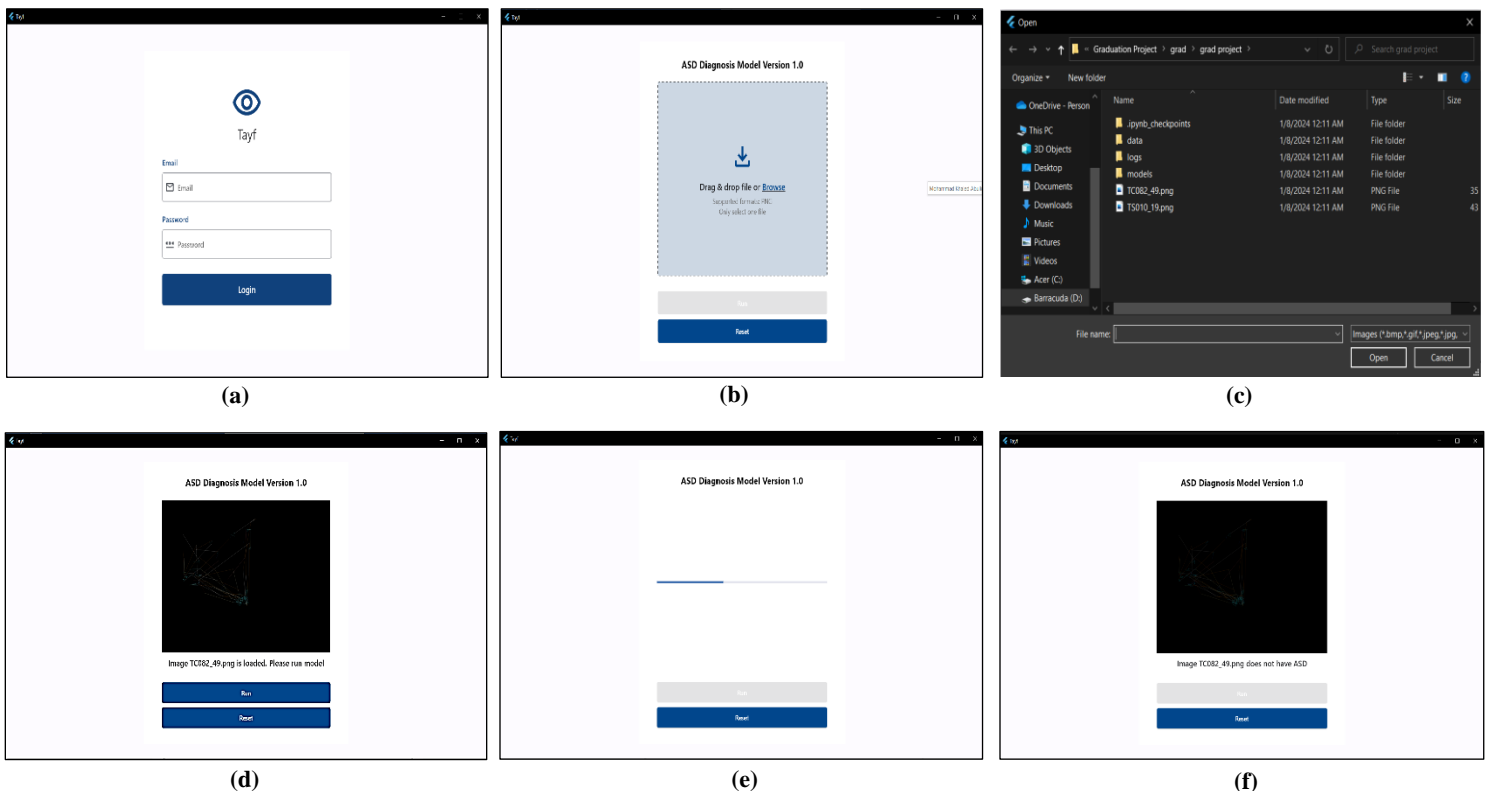 Tayf
Tayf
Email
Email
Password
Password
Login
(a)
Tayf
ASD Diagnosis Model Version 1.0
Drag & drop file or Browse
Supported formats: PNG
Only select one file
Run
Reset
(b)
Open
« Graduation Project > grad > grad project >
Search grad project
Organize
New folder
OneDrive - Person
This PC
3D Objects
Desktop
Documents
Downloads
Music
Pictures
Videos
Acer (C:)
Barracuda (D:)
Name Date modified Type Size
.ipynb_checkpoints 1/8/2024 12:11 AM File folder
data 1/8/2024 12:11 AM File folder
logs 1/8/2024 12:11 AM File folder
models 1/8/2024 12:11 AM File folder
TC082_49.png 1/8/2024 12:11 AM PNG File 35
TS010_19.png 1/8/2024 12:11 AM PNG File 43
File name:
Images (*.bmp,*.gif,*.jpeg,*.jpg,
Open Cancel
(c)
Tayf
ASD Diagnosis Model Version 1.0
Image TC082_49.png is loaded. Please run model
Run
Reset
(d)
Tayf
ASD Diagnosis Model Version 1.0
Run
Reset
(e)
Tayf
ASD Diagnosis Model Version 1.0
Image TC082_49.png does not have ASD
Run
Reset
(f)